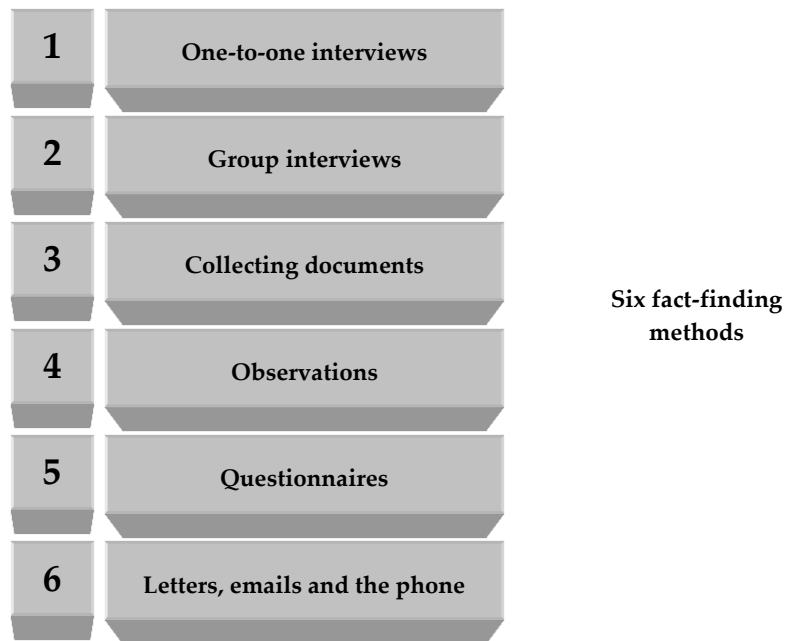 1
One-to-one interviews
2
Group interviews
3
Collecting documents
4
Observations
5
Questionnaires
6
Letters, emails and the phone
Six fact-finding
methods